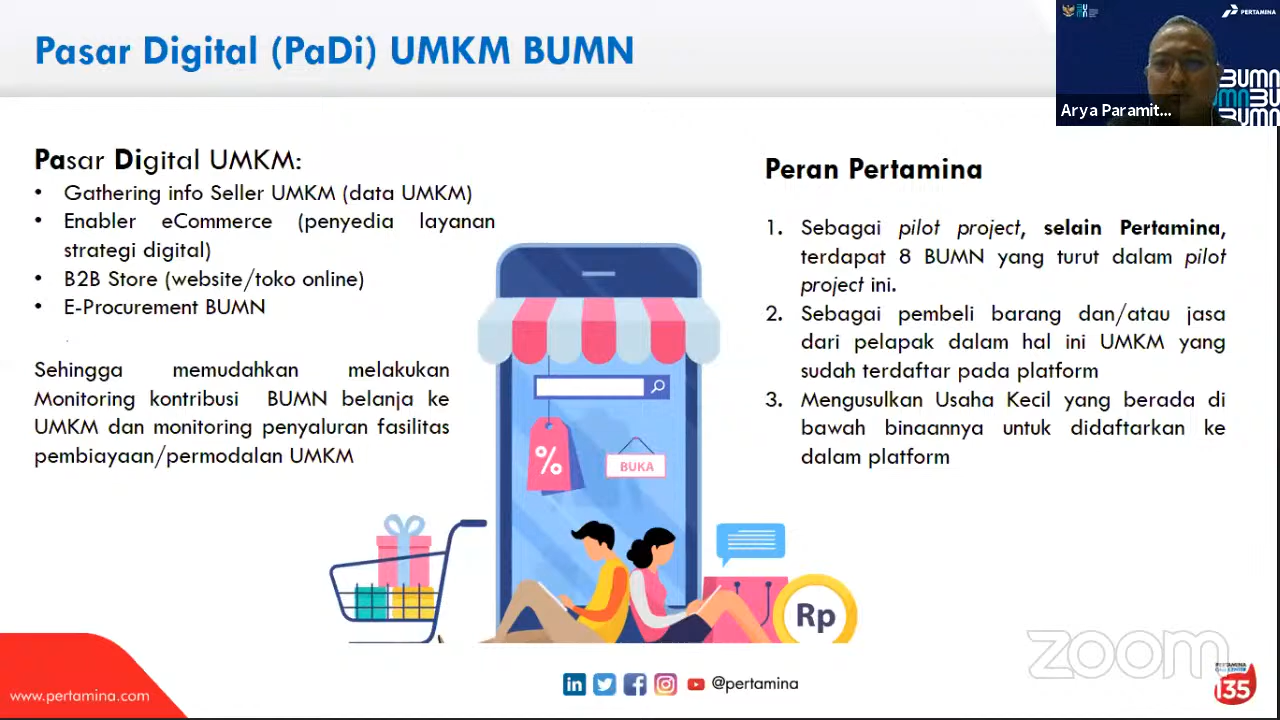 Pasar Digital (PaDi) UMKM BUMN
PERTAMINA
BUMN
BUMN
BUMN
Arya Paramit...
Pasar Digital UMKM:
• Gathering info Seller UMKM (data UMKM)
• Enabler eCommerce (penyedia layanan
strategi digital)
• B2B Store (website/toko online)
• E-Procurement BUMN
Sehingga memudahkan melakukan
Monitoring kontribusi BUMN belanja ke
UMKM dan monitoring penyaluran fasilitas
pembiayaan/permodalan UMKM
%
BUKA
Rp
Peran Pertamina
1. Sebagai pilot project, selain Pertamina,
terdapat 8 BUMN yang turut dalam pilot
project ini.
2. Sebagai pembeli barang dan/atau jasa
dari pelapak dalam hal ini UMKM yang
sudah terdaftar pada platform
3. Mengusulkan Usaha Kecil yang berada di
bawah binaannya untuk didaftarkan ke
dalam platform
zoom
www.pertamina.com
@pertamina
PERTAMINA
135